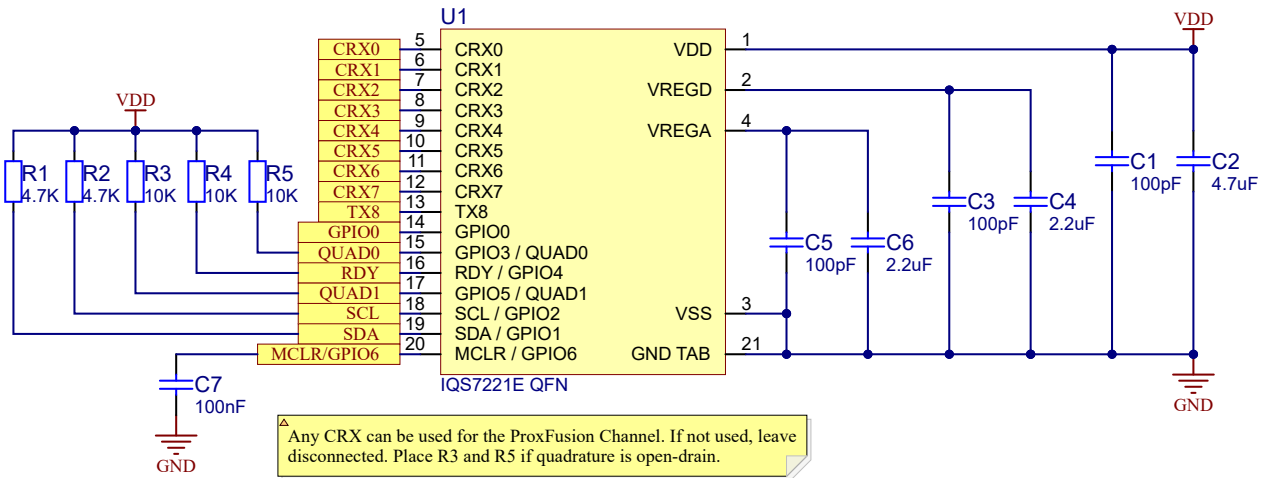 U1
VDD
CRX0 5 CRX0 VDD 1
CRX1 6 CRX1
CRX2 7 CRX2 VREGD 2
VDD
CRX3 8 CRX3
CRX4 9 CRX4 VREGA 4
CRX5 10 CRX5
CRX6 11 CRX6
CRX7 12 CRX7
TX8 13 TX8
GPIO0 14 GPIO0
QUAD0 15 GPIO3 / QUAD0
RDY 16 RDY / GPIO4
QUAD1 17 GPIO5 / QUAD1
SCL 18 SCL / GPIO2 VSS 3
SDA 19 SDA / GPIO1
MCLR/GPIO6 20 MCLR / GPIO6 GND TAB 21
R1 R2 R3 R4 R5
4.7K 4.7K 10K 10K 10K
C1 C2
100pF 4.7uF
C3 C4
100pF 2.2uF
C5 C6
100pF 2.2uF
C7
100nF
GND
GND
IQS7221E QFN
Any CRX can be used for the ProxFusion Channel. If not used, leave
disconnected. Place R3 and R5 if quadrature is open-drain.